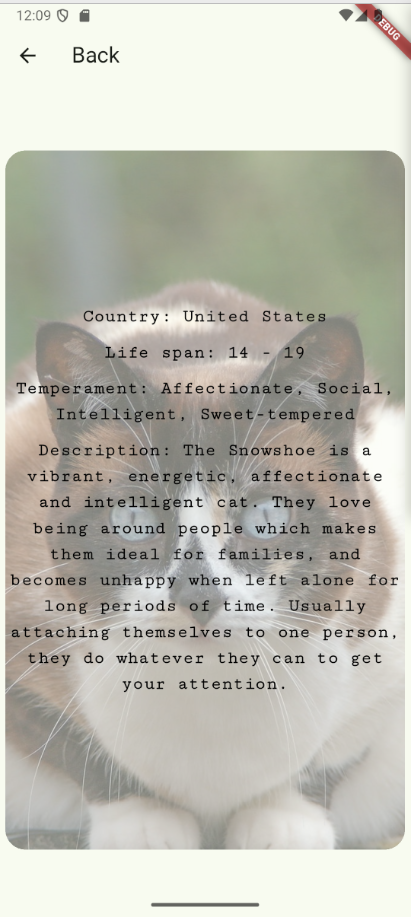 12:09
DEBUG
Back
Country: United States
Life span: 14 - 19
Temperament: Affectionate, Social,
Intelligent, Sweet-tempered
Description: The Snowshoe is a
vibrant, energetic, affectionate
and intelligent cat. They love
being around people which makes
them ideal for families, and
becomes unhappy when left alone for
long periods of time. Usually
attaching themselves to one person,
they do whatever they can to get
your attention.